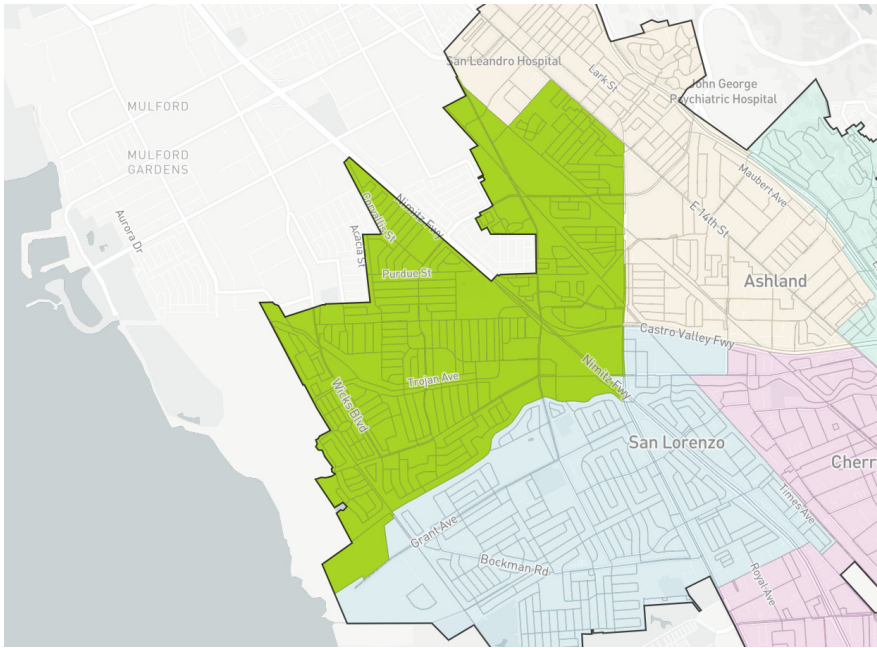 San Leandro Hospital
Lark St
John George
Psychiatric Hospital
MULFORD
MULFORD
GARDENS
Maubert Ave
Corvallis St
Nimitz Fwy
Aurora Dr
Acacia St
E 14th St
Purdue St
Ashland
Castro Valley Fwy
Nimitz Fwy
Trojan Ave
Wicks Blvd
San Lorenzo
Cherr
Times Ave
Grant Ave
Bockman Rd
Royal Ave